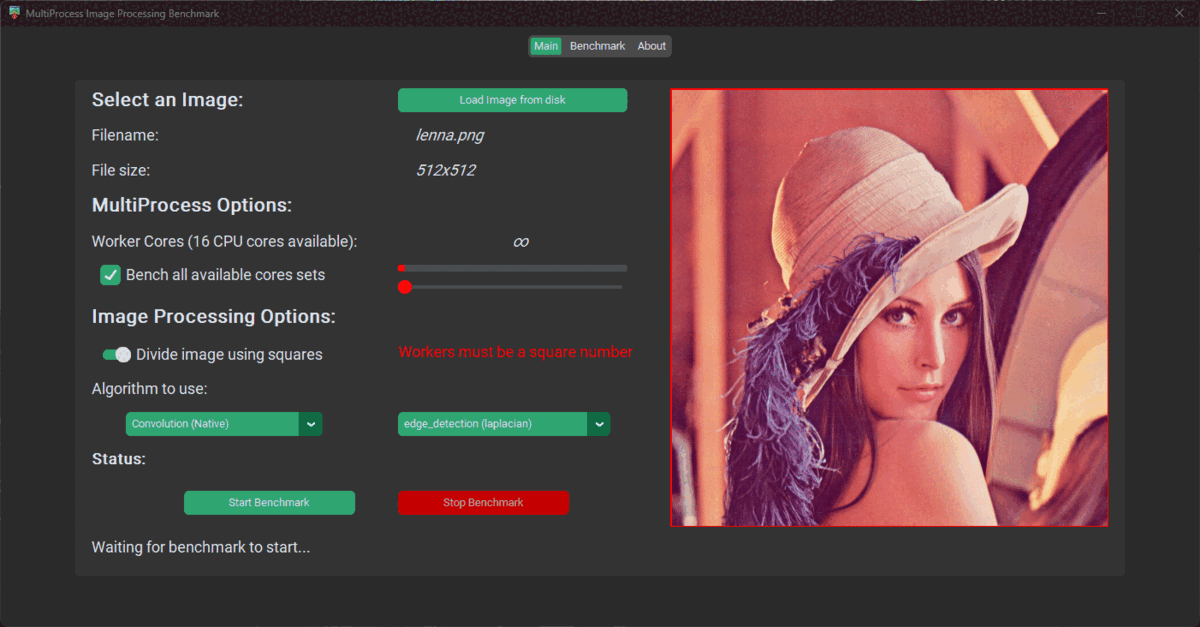 MultiProcess Image Processing Benchmark
Main Benchmark About
Select an Image:
Load Image from disk
Filename:
lenna.png
File size:
512x512
MultiProcess Options:
Worker Cores (16 CPU cores available):
∞
Bench all available cores sets
Image Processing Options:
Divide image using squares
Workers must be a square number
Algorithm to use:
Convolution (Native)
edge_detection (laplacian)
Status:
Start Benchmark
Stop Benchmark
Waiting for benchmark to start...